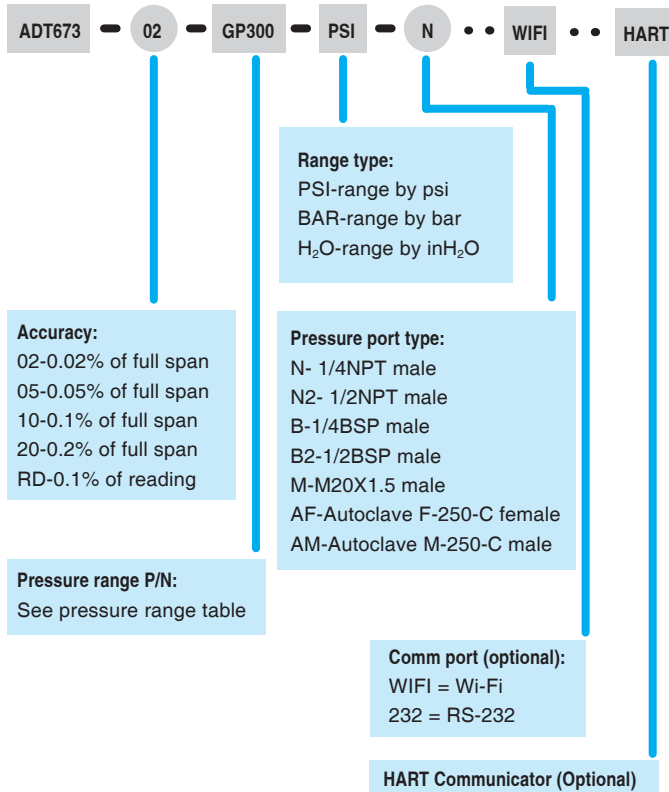 ADT673 – 02 – GP300 – PSI – N •• WIFI •• HART
Range type:
PSI-range by psi
BAR-range by bar
H₂O-range by inH₂O
Accuracy:
02-0.02% of full span
05-0.05% of full span
10-0.1% of full span
20-0.2% of full span
RD-0.1% of reading
Pressure port type:
N- 1/4NPT male
N2- 1/2NPT male
B-1/4BSP male
B2-1/2BSP male
M-M20X1.5 male
AF-Autoclave F-250-C female
AM-Autoclave M-250-C male
Pressure range P/N:
See pressure range table
Comm port (optional):
WIFI = Wi-Fi
232 = RS-232
HART Communicator (Optional)